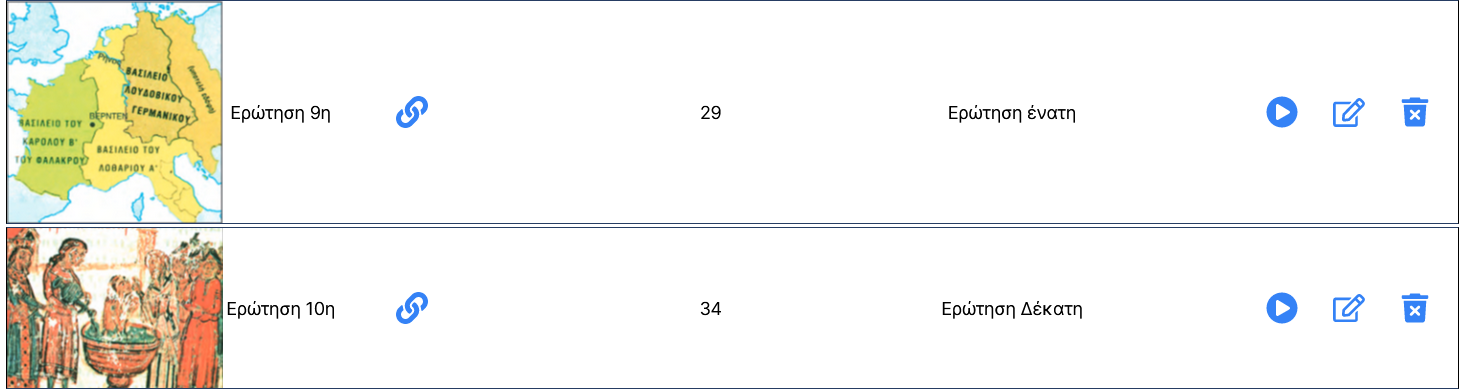 Ρήνος
ΒΑΣΙΛΕΙΟ
ΛΟΥΔΟΒΙΚΟΥ
ΓΕΡΜΑΝΙΚΟΥ
ΒΕΡΝΤΕΝ
ΒΑΣΙΛΕΙΟ ΤΟΥ
ΚΑΡΟΛΟΥ Β'
ΤΟΥ ΦΑΛΑΚΡΟΥ
ΒΑΣΙΛΕΙΟ ΤΟΥ
ΛΟΘΑΡΙΟΥ Α'
Ερώτηση 9η 29 Ερώτηση ένατη
Ερώτηση 10η 34 Ερώτηση Δέκατη